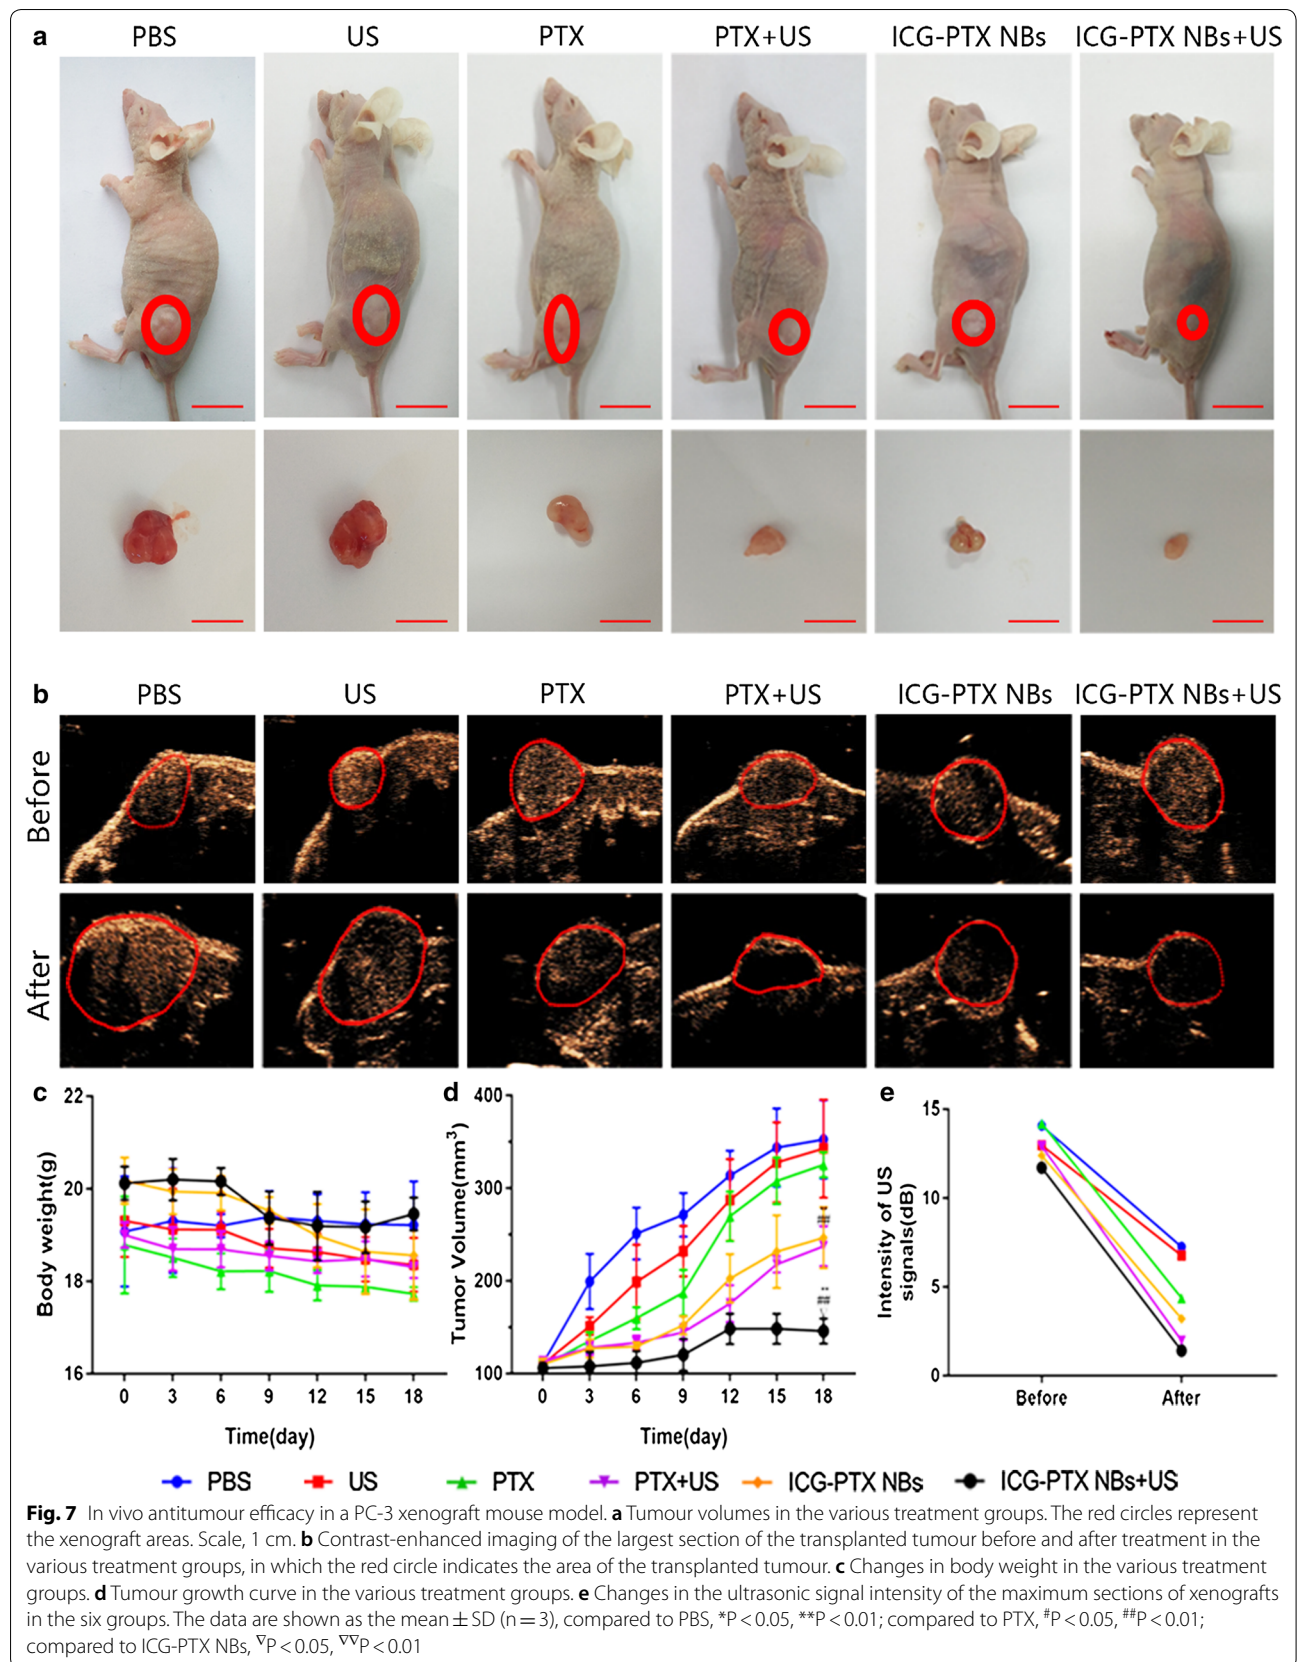 a
PBS US PTX PTX+US ICG-PTX NBs ICG-PTX NBs+US
b
PBS US PTX PTX+US ICG-PTX NBs ICG-PTX NBs+US
Before
After
c
22
20
18
16
Body weight(g)
0 3 6 9 12 15 18
Time(day)
d
400
300
200
100
Tumor Volume(mm³)
##
##
0 3 6 9 12 15 18
Time(day)
e
15
10
5
0
Intensity of US
signals(dB)
Before After
PBS US PTX PTX+US ICG-PTX NBs ICG-PTX NBs+US
Fig. 7 In vivo antitumour efficacy in a PC-3 xenograft mouse model. a Tumour volumes in the various treatment groups. The red circles represent
the xenograft areas. Scale, 1 cm. b Contrast-enhanced imaging of the largest section of the transplanted tumour before and after treatment in the
various treatment groups, in which the red circle indicates the area of the transplanted tumour. c Changes in body weight in the various treatment
groups. d Tumour growth curve in the various treatment groups. e Changes in the ultrasonic signal intensity of the maximum sections of xenografts
in the six groups. The data are shown as the mean ± SD (n = 3), compared to PBS, *P < 0.05, **P < 0.01; compared to PTX, #P < 0.05, ##P < 0.01;
compared to ICG-PTX NBs, ∇P < 0.05, ∇∇P < 0.01